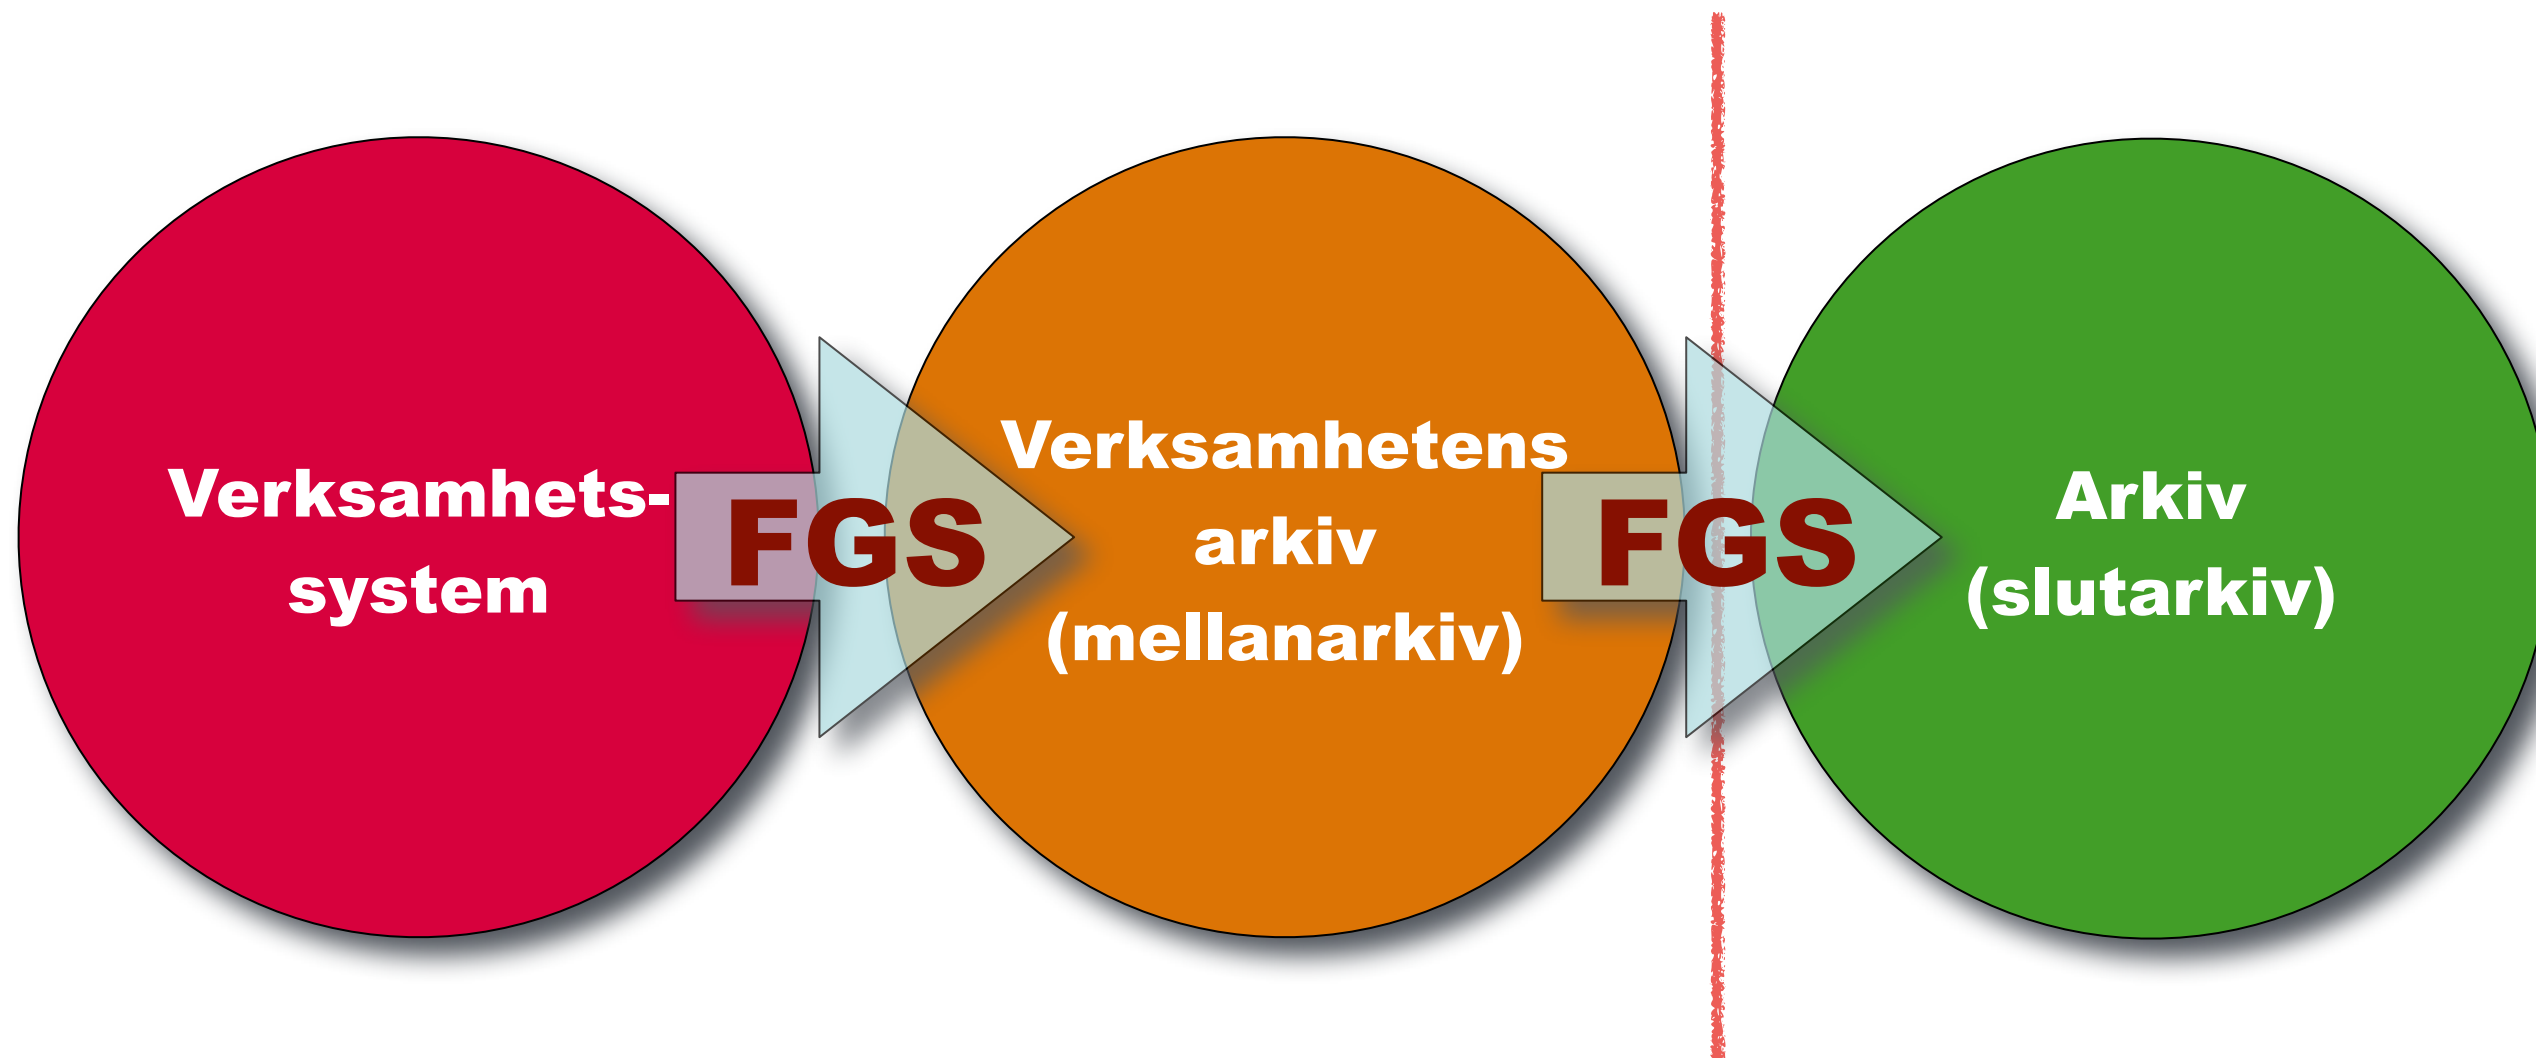 Verksamhets-
system
FGS
Verksamhetens
arkiv
(mellanarkiv)
FGS
Arkiv
(slutarkiv)